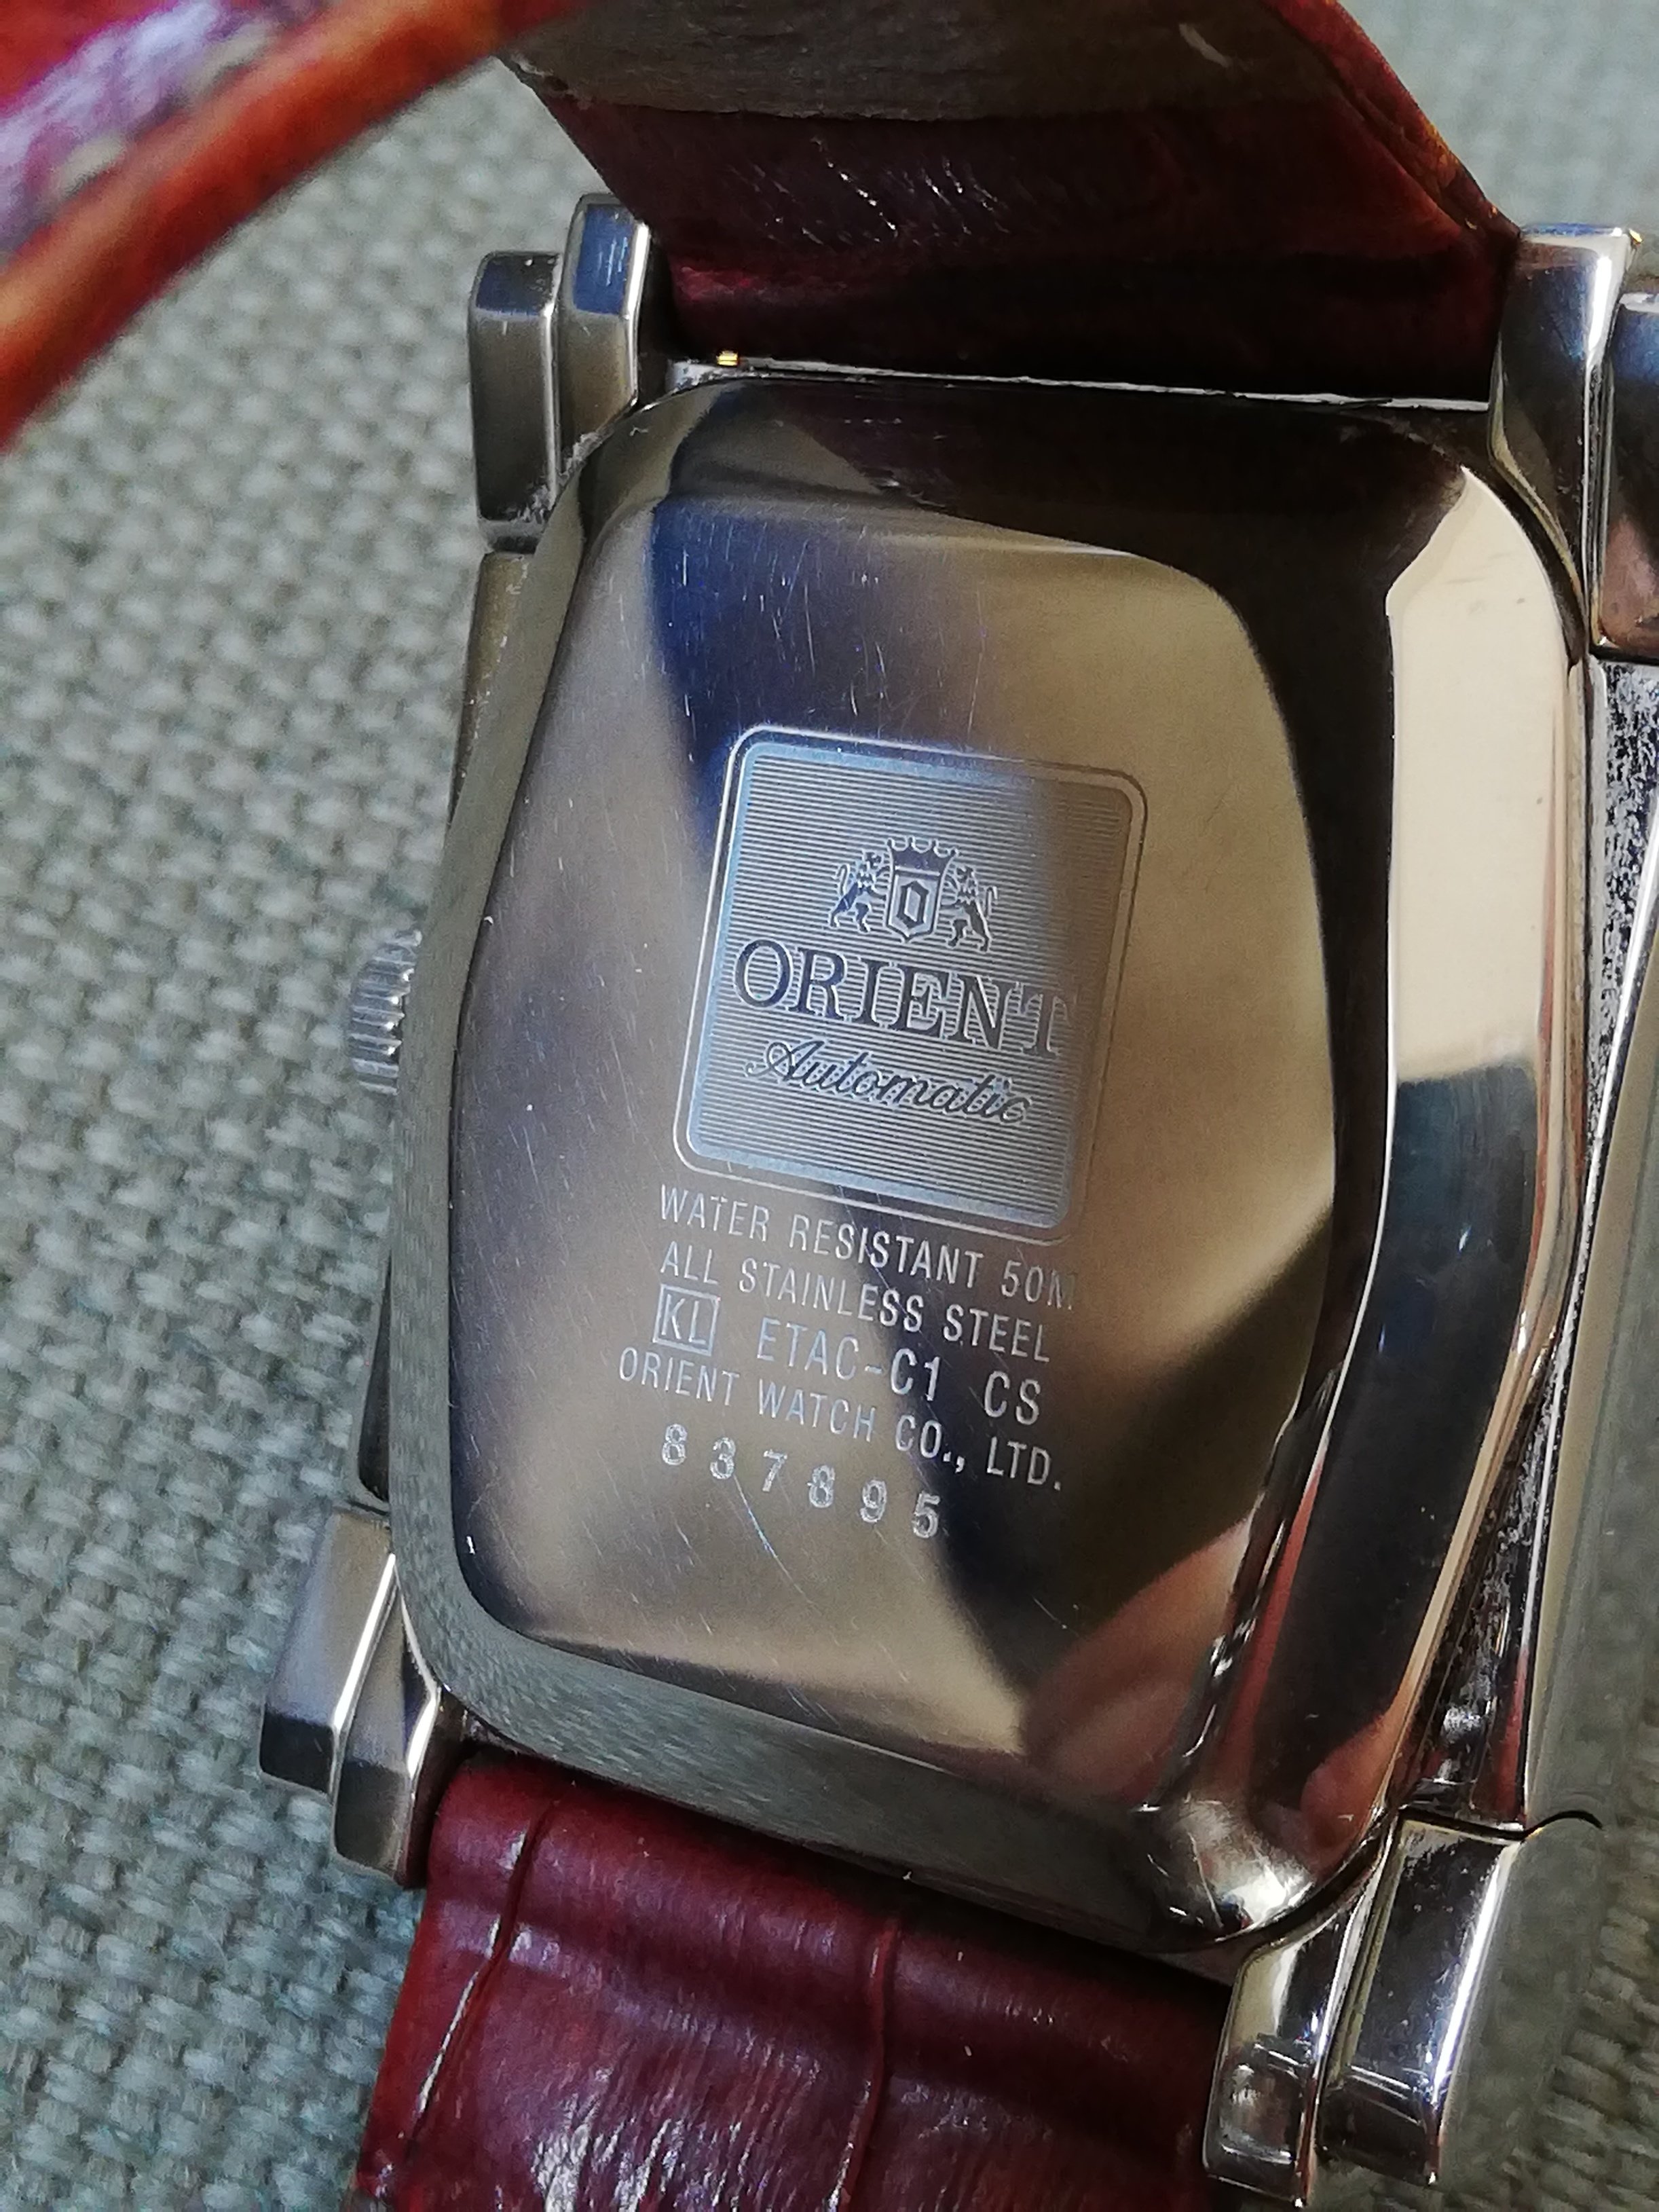 O
ORIENT
Automatic
WATER RESISTANT 50M
ALL STAINLESS STEEL
KL ETAC-C1 CS
ORIENT WATCH CO., LTD.
837895